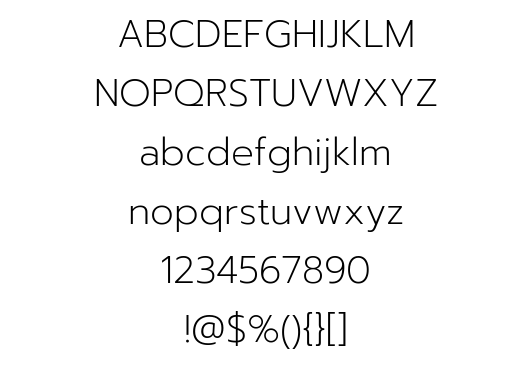 ABCDEFGHIJKLM
NOPQRSTUVWXYZ
abcdefghijklm
nopqrstuvwxyz
1234567890
!@$%(){}[]